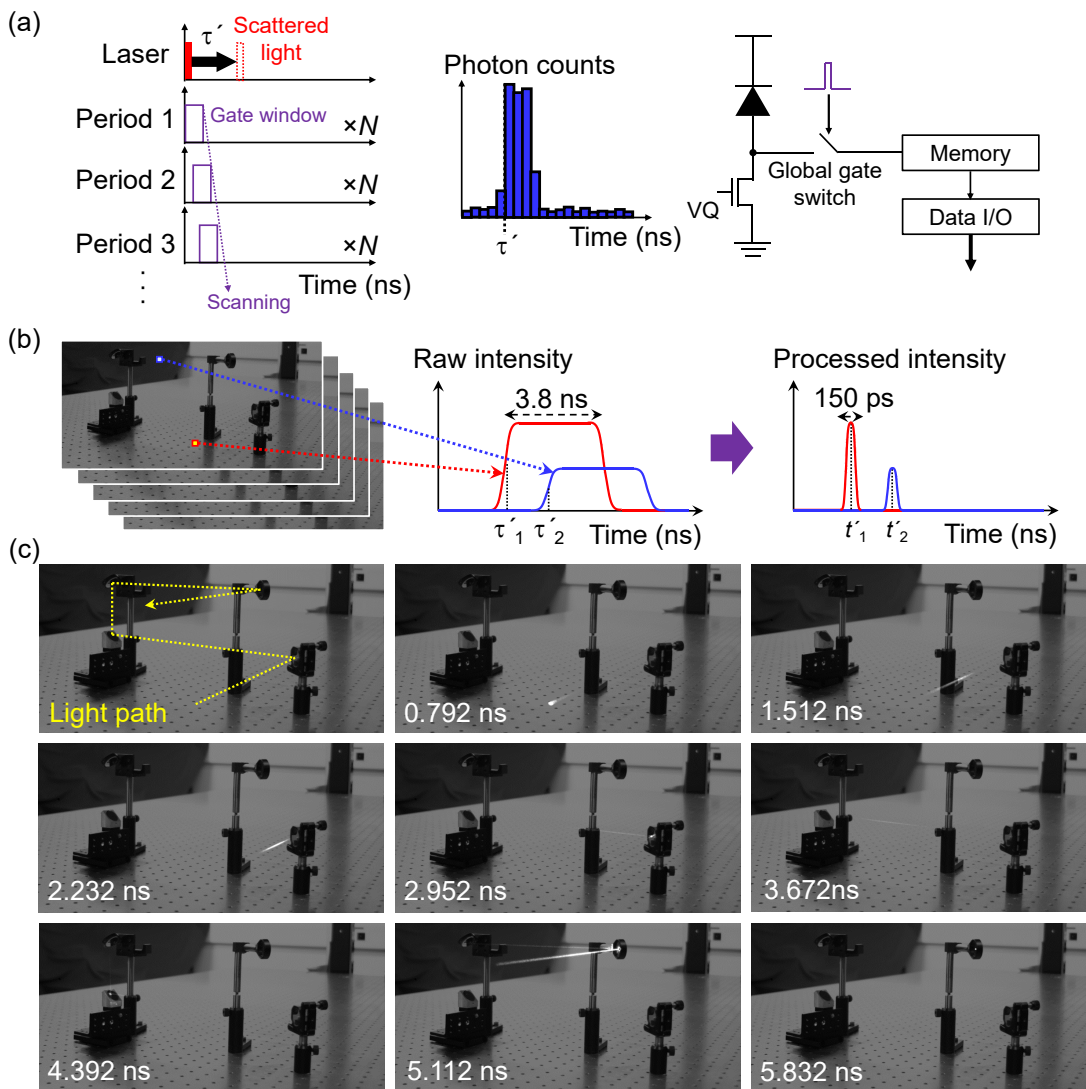 (a)
Laser
τ´
Scattered
light
Period 1
Gate window
×N
Period 2
×N
Period 3
×N
Time (ns)
Scanning
Photon counts
τ´
Time (ns)
VQ
Global gate
switch
Memory
Data I/O
(b)
Raw intensity
3.8 ns
τ´1 τ´2 Time (ns)
Processed intensity
150 ps
t´1 t´2 Time (ns)
(c)
Light path
0.792 ns
1.512 ns
2.232 ns
2.952 ns
3.672ns
4.392 ns
5.112 ns
5.832 ns